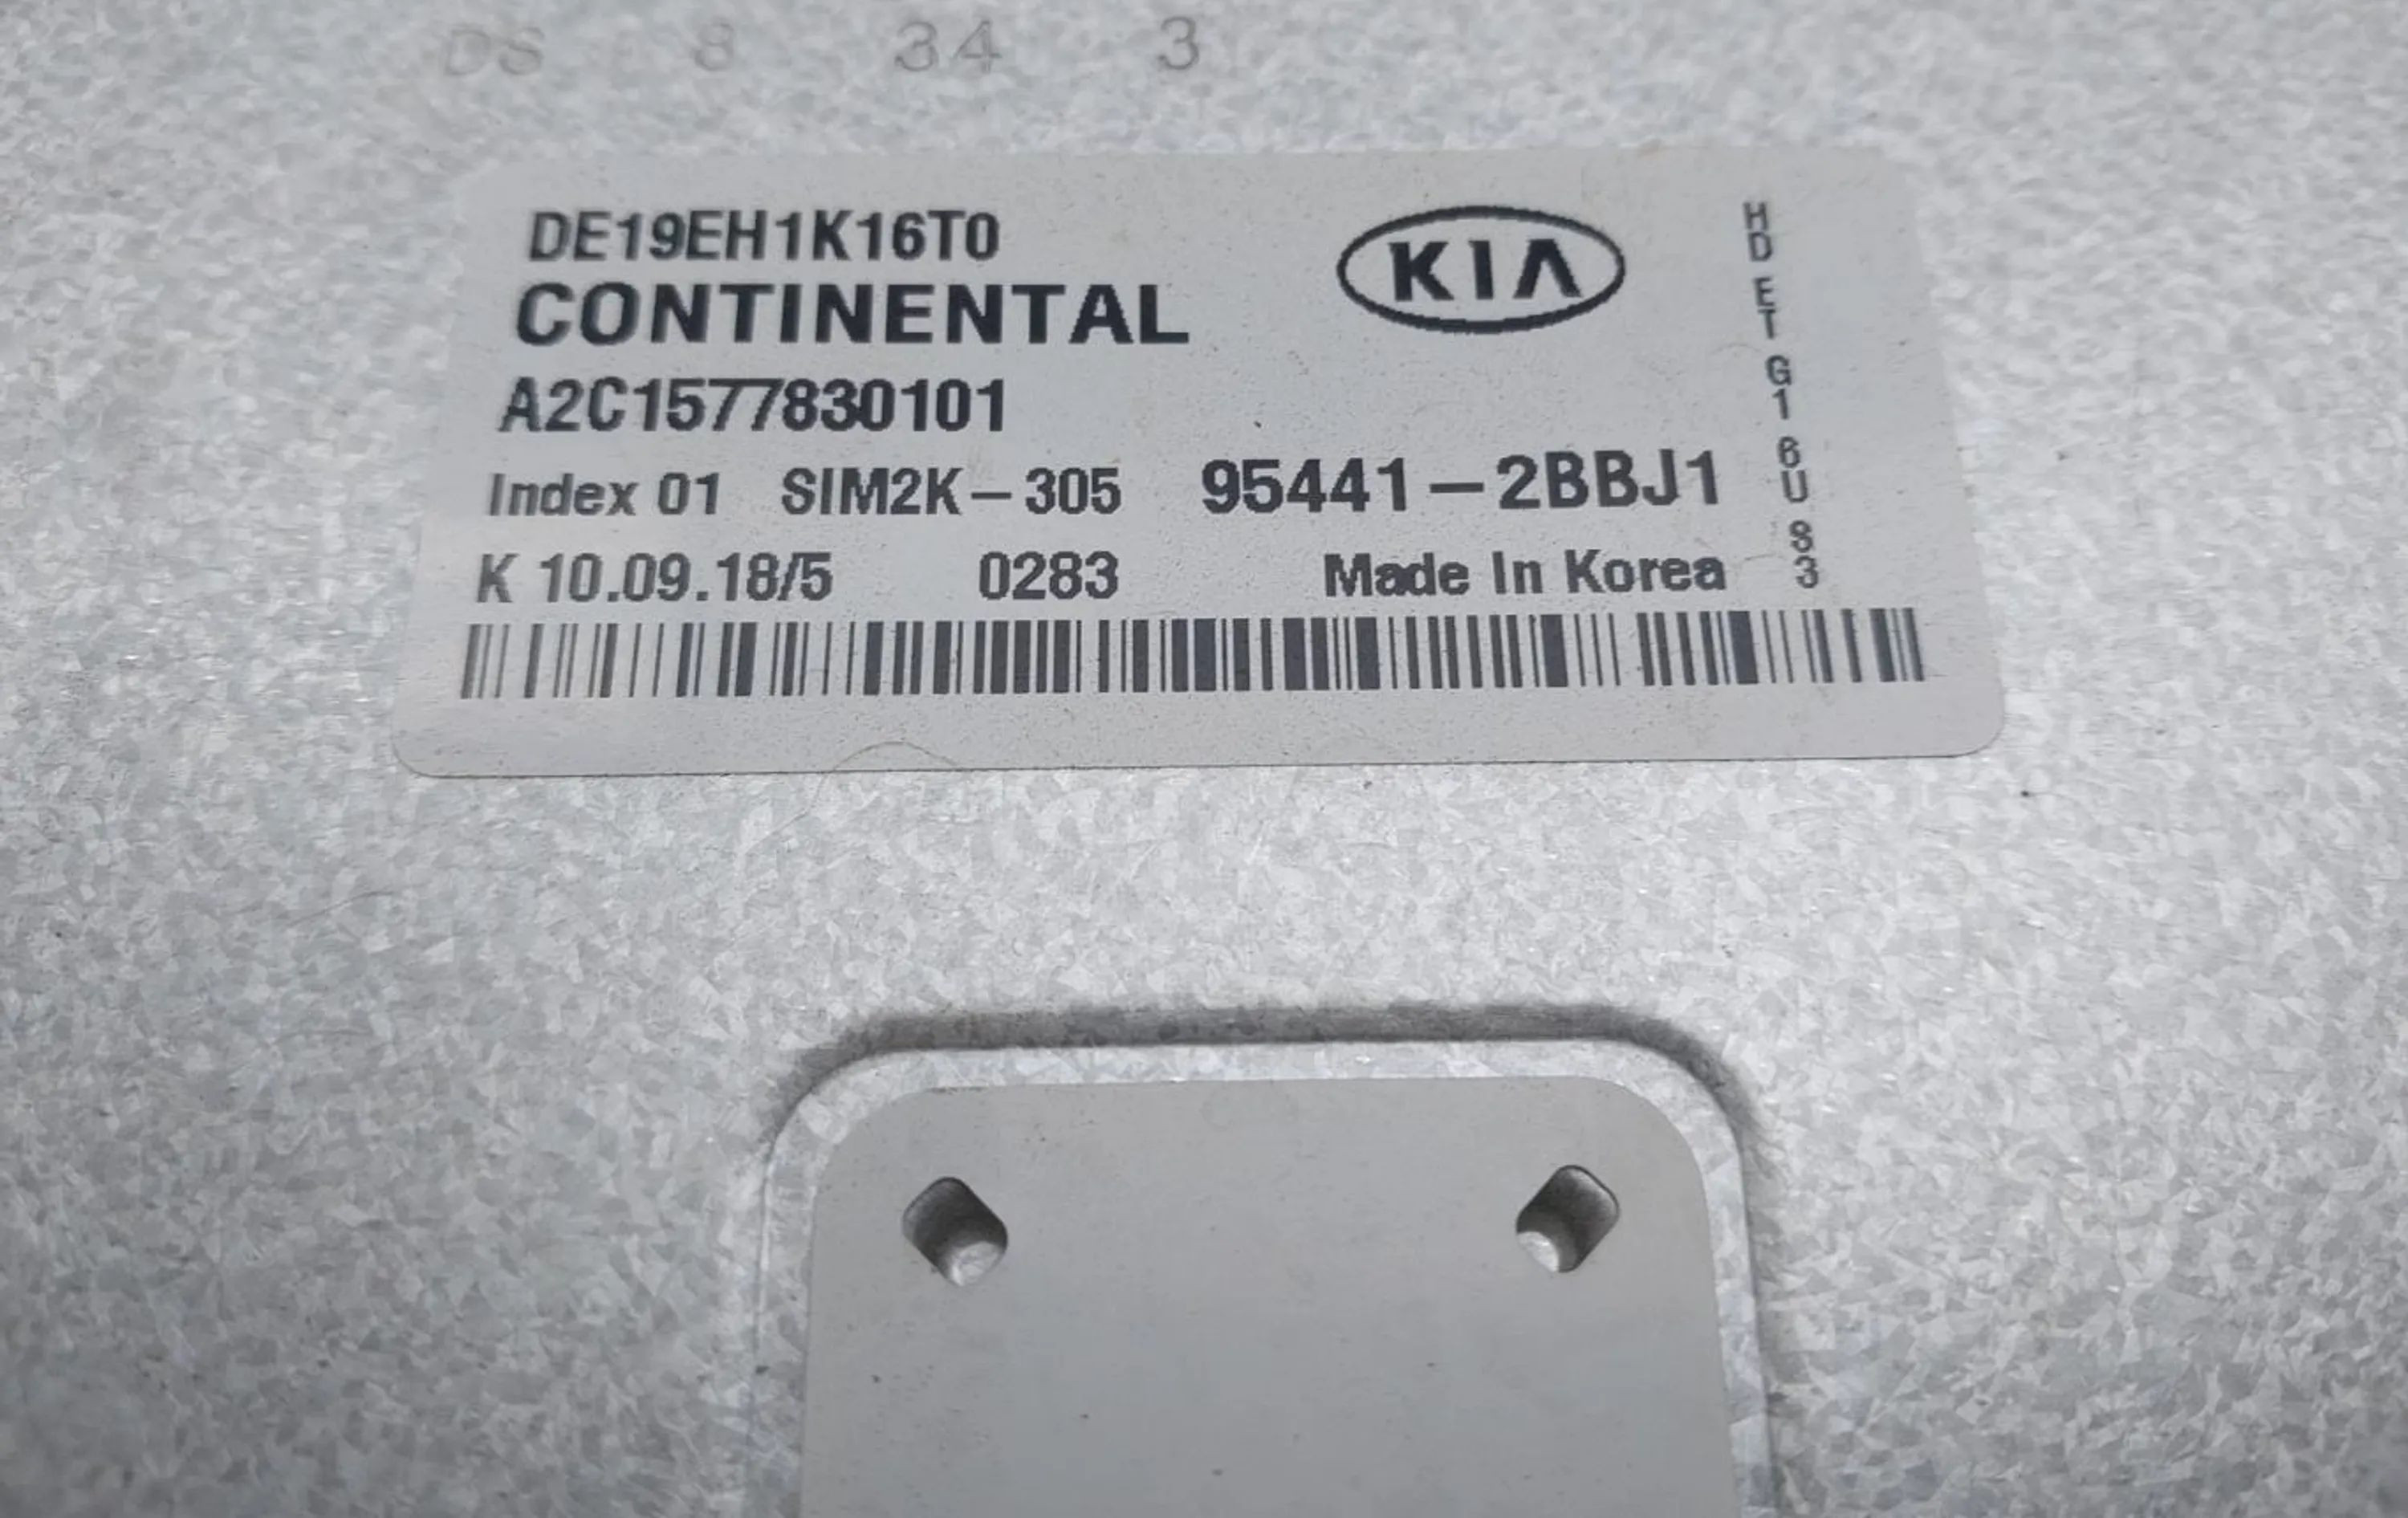 DS 8 34 3
DE19EH1K16T0
CONTINENTAL
KIA
A2C1577830101
Index 01 SIM2K-305 95441-2BBJ1
K 10.09.18/5 0283 Made In Korea
HD ET G1 6U S3